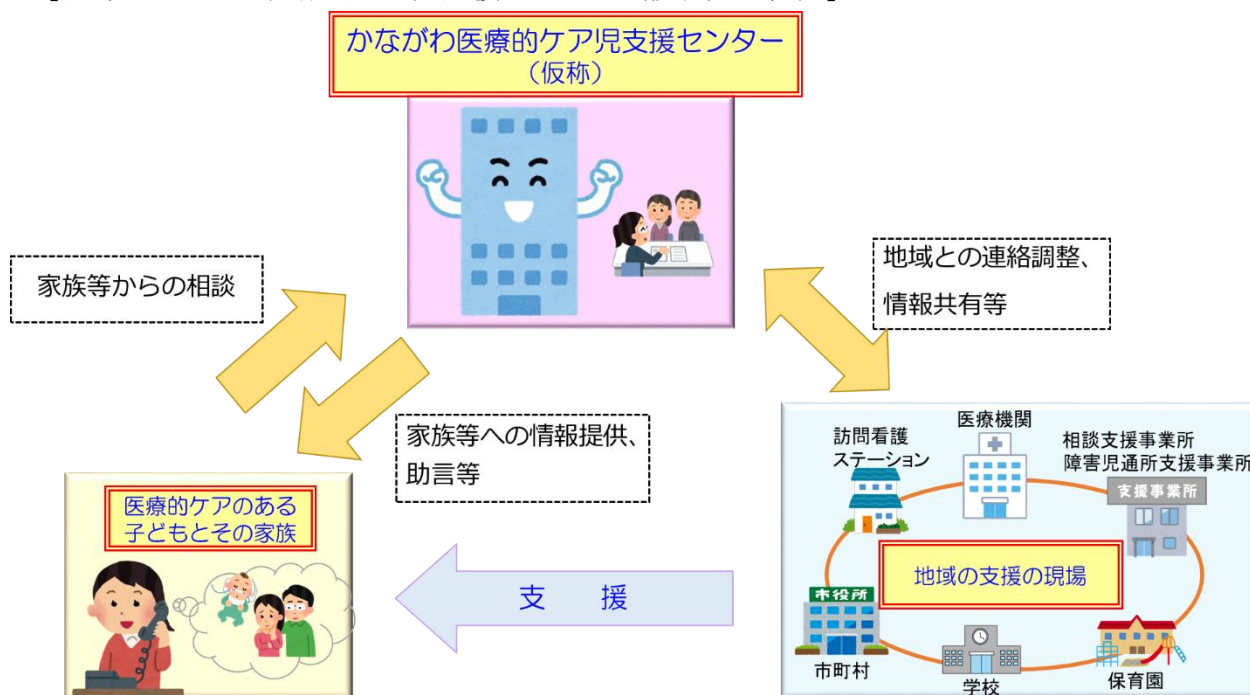 かながわ医療的ケア児支援センター
（仮称）
家族等からの相談
地域との連絡調整、
情報共有等
家族等への情報提供、
助言等
医療的ケアのある
子どもとその家族
支　援
医療機関
訪問看護
ステーション
相談支援事業所
障害児通所支援事業所
支援事業所
地域の支援の現場
市役所
市町村
学校
保育園